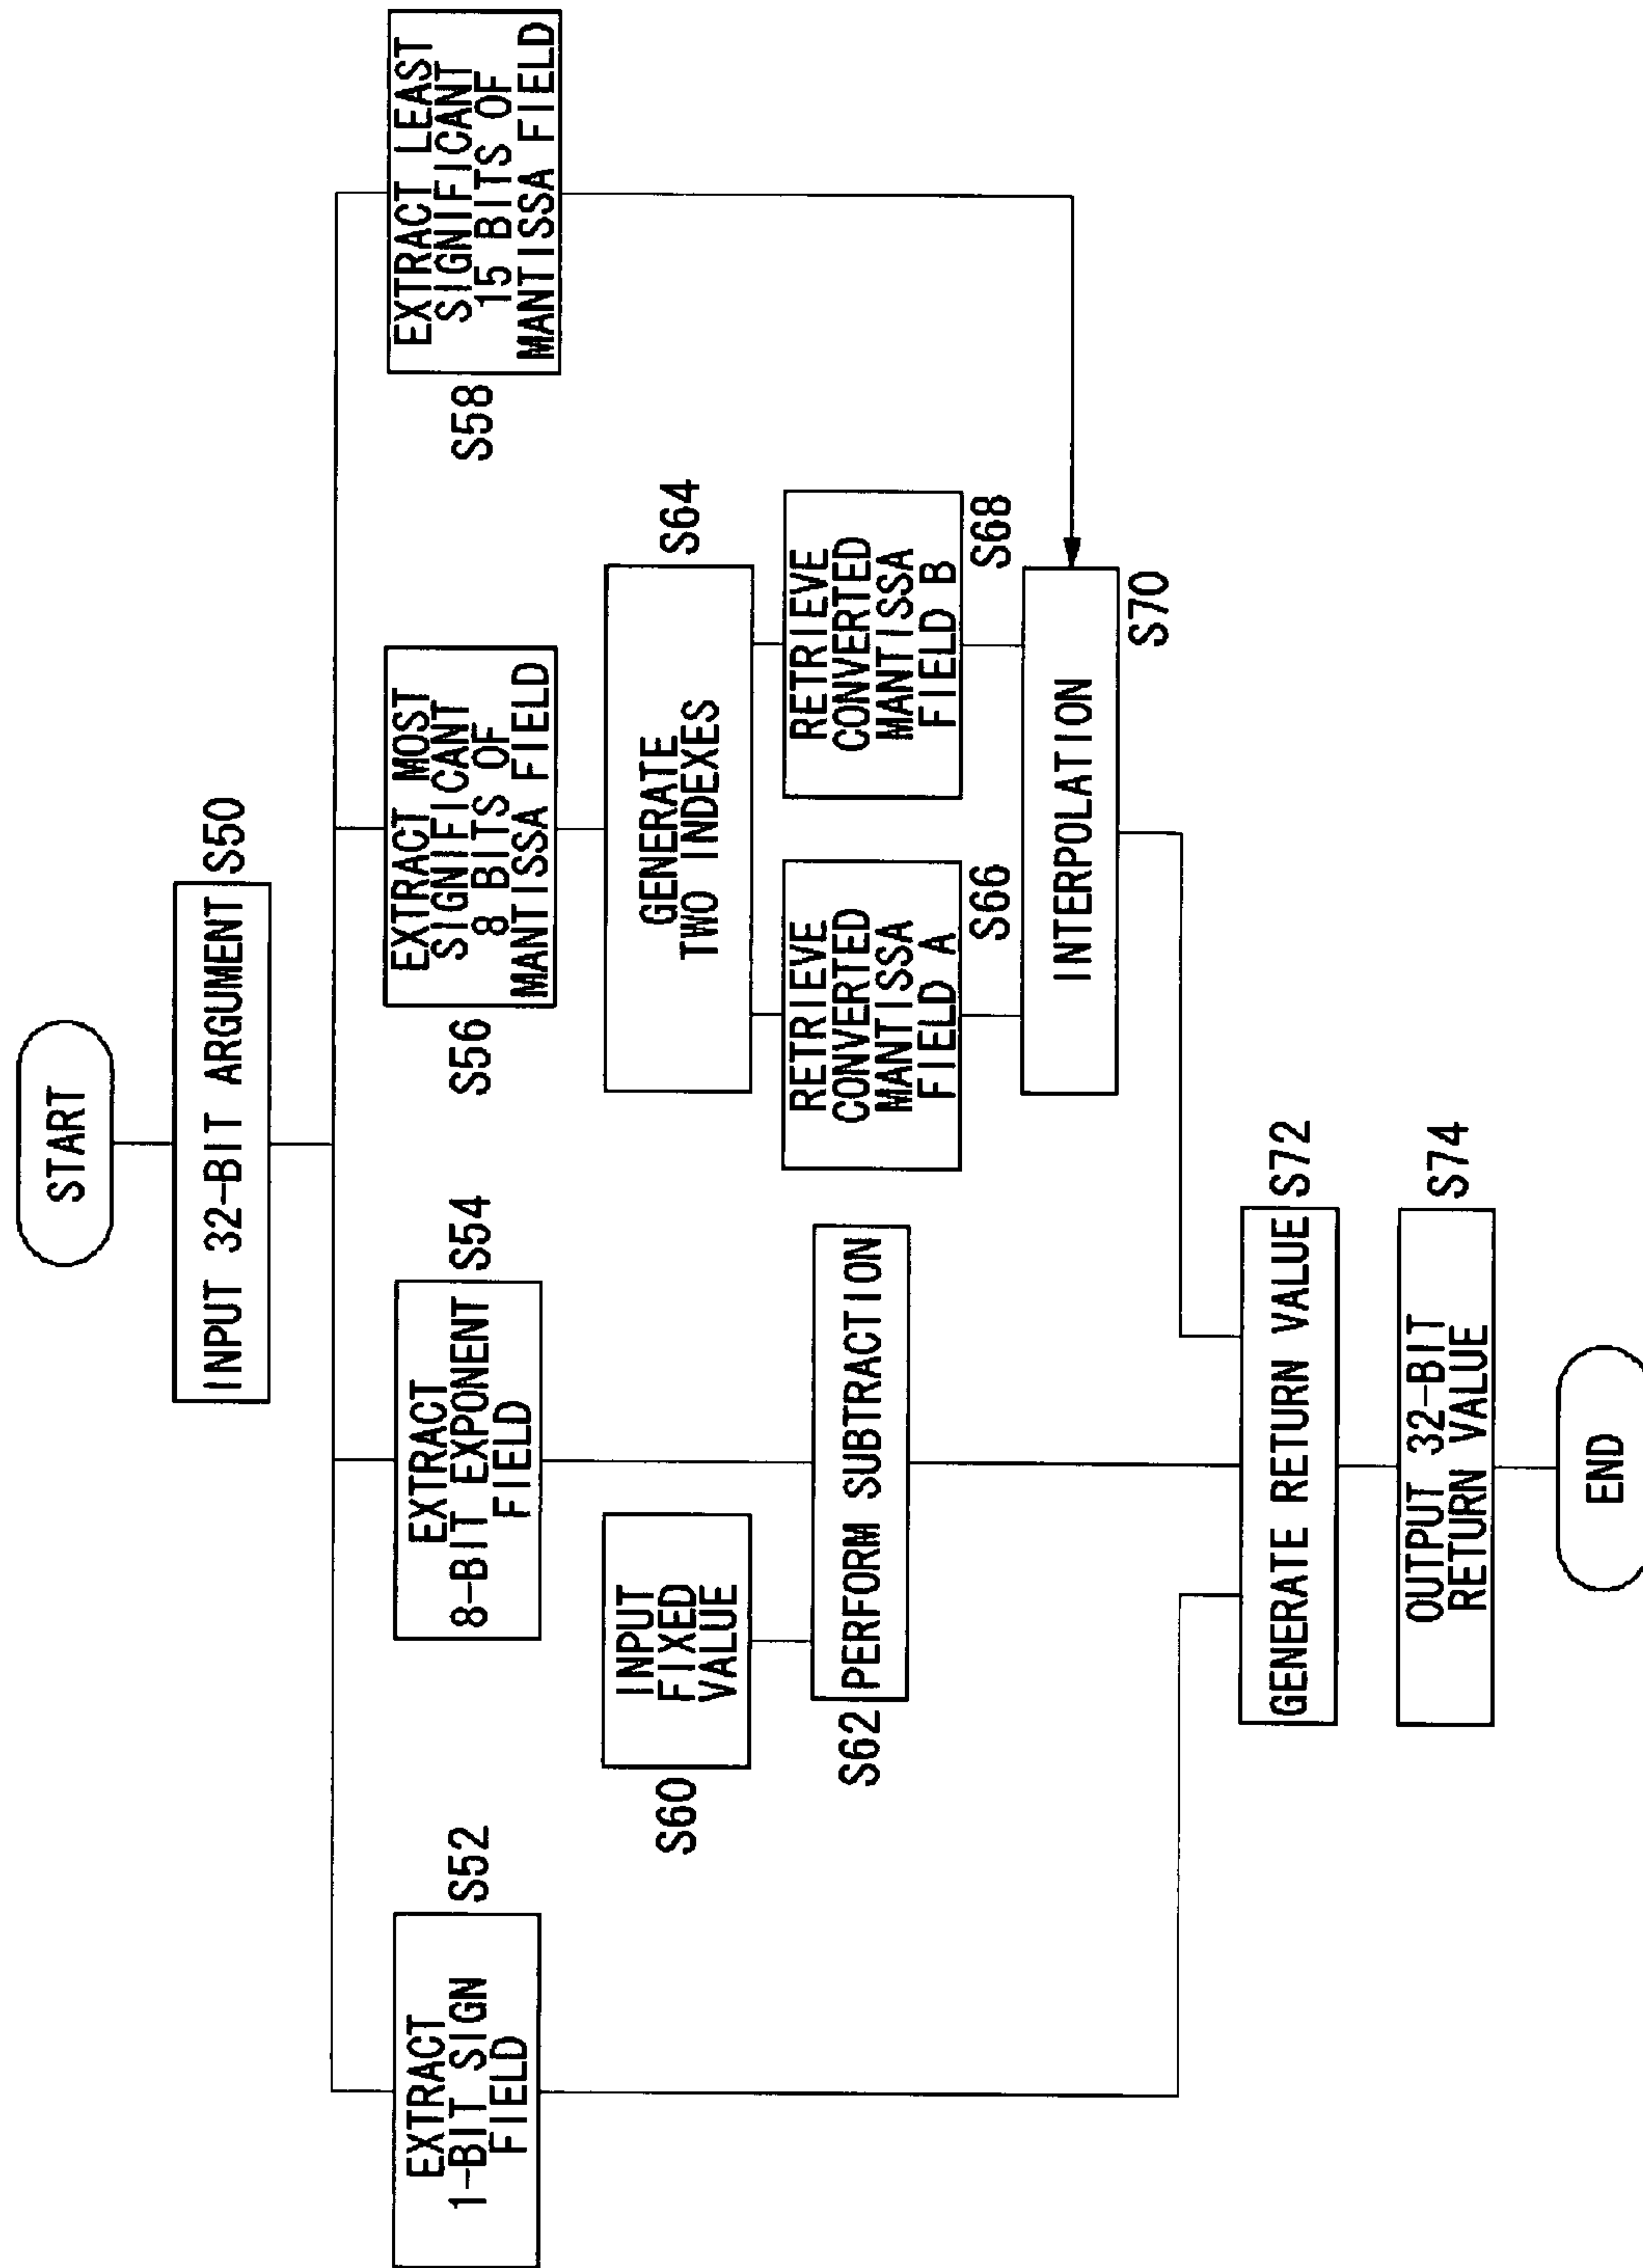 START
INPUT 32-BIT ARGUMENT
S50
EXTRACT
1-BIT SIGN
FIELD
S52
EXTRACT
8-BIT EXPONENT
FIELD
S54
EXTRACT MOST
SIGNIFICANT
8 BITS OF
MANTISSA FIELD
S56
EXTRACT LEAST
SIGNIFICANT
15 BITS OF
MANTISSA FIELD
S58
INPUT
FIXED
VALUE
S60
GENERATE
TWO INDEXES
S64
S62
PERFORM SUBTRACTION
RETRIEVE
CONVERTED
MANTISSA
FIELD A
S66
RETRIEVE
CONVERTED
MANTISSA
FIELD B
S68
INTERPOLATION
S70
GENERATE RETURN VALUE
S72
OUTPUT 32-BIT
RETURN VALUE
S74
END